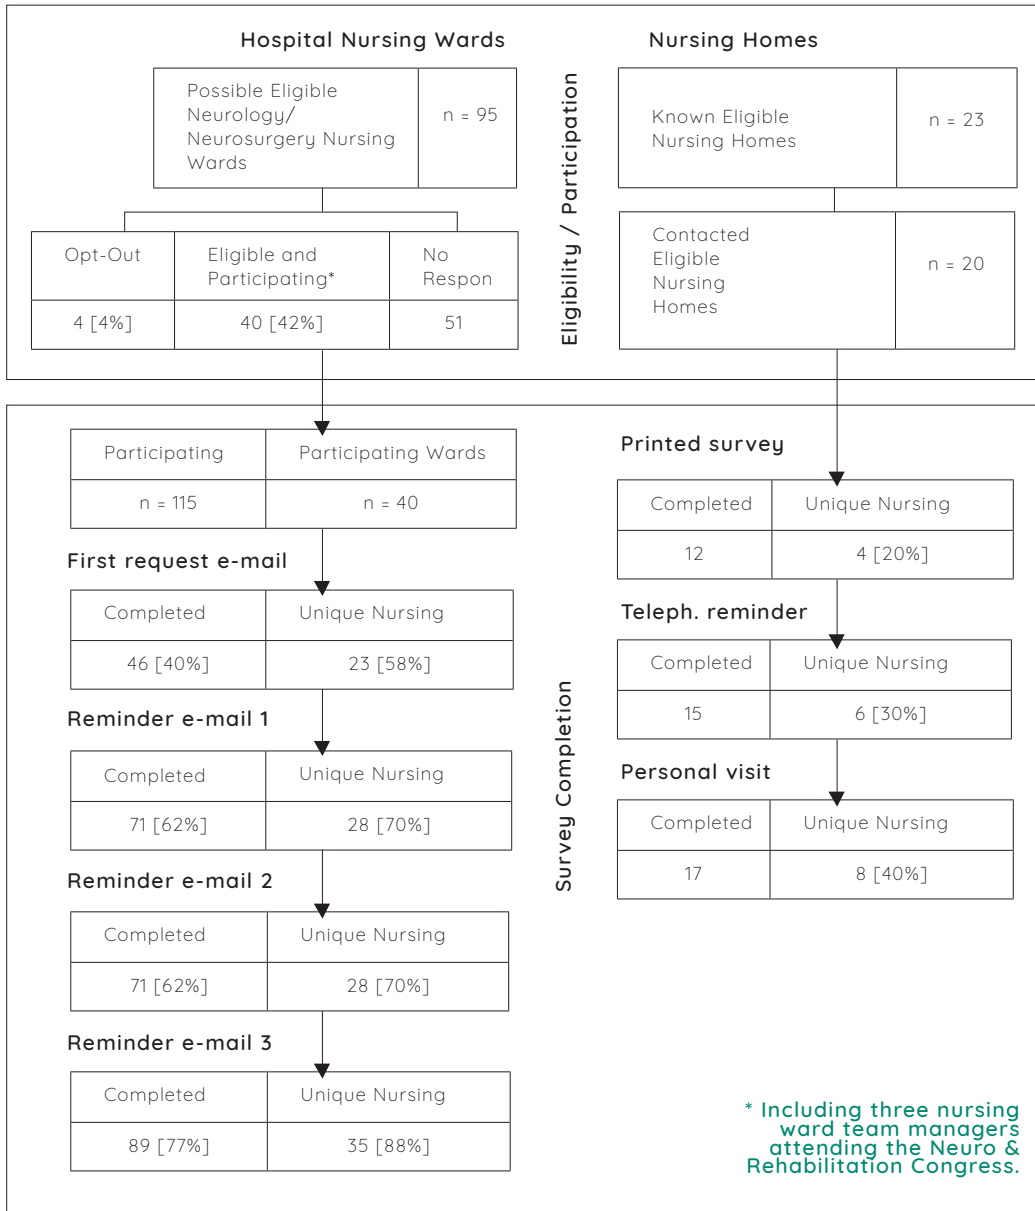 Hospital Nursing Wards
Possible Eligible
Neurology/
Neurosurgery Nursing
Wards
n = 95
Opt-Out
Eligible and
Participating*
No
Respon
4 [4%]
40 [42%]
51
Eligibility / Participation
Nursing Homes
Known Eligible
Nursing Homes
n = 23
Contacted
Eligible
Nursing
Homes
n = 20
Participating
Participating Wards
n = 115
n = 40
First request e-mail
Completed
Unique Nursing
46 [40%]
23 [58%]
Reminder e-mail 1
Completed
Unique Nursing
71 [62%]
28 [70%]
Reminder e-mail 2
Completed
Unique Nursing
71 [62%]
28 [70%]
Reminder e-mail 3
Completed
Unique Nursing
89 [77%]
35 [88%]
Survey Completion
Printed survey
Completed
Unique Nursing
12
4 [20%]
Teleph. reminder
Completed
Unique Nursing
15
6 [30%]
Personal visit
Completed
Unique Nursing
17
8 [40%]
* Including three nursing
ward team managers
attending the Neuro &
Rehabilitation Congress.